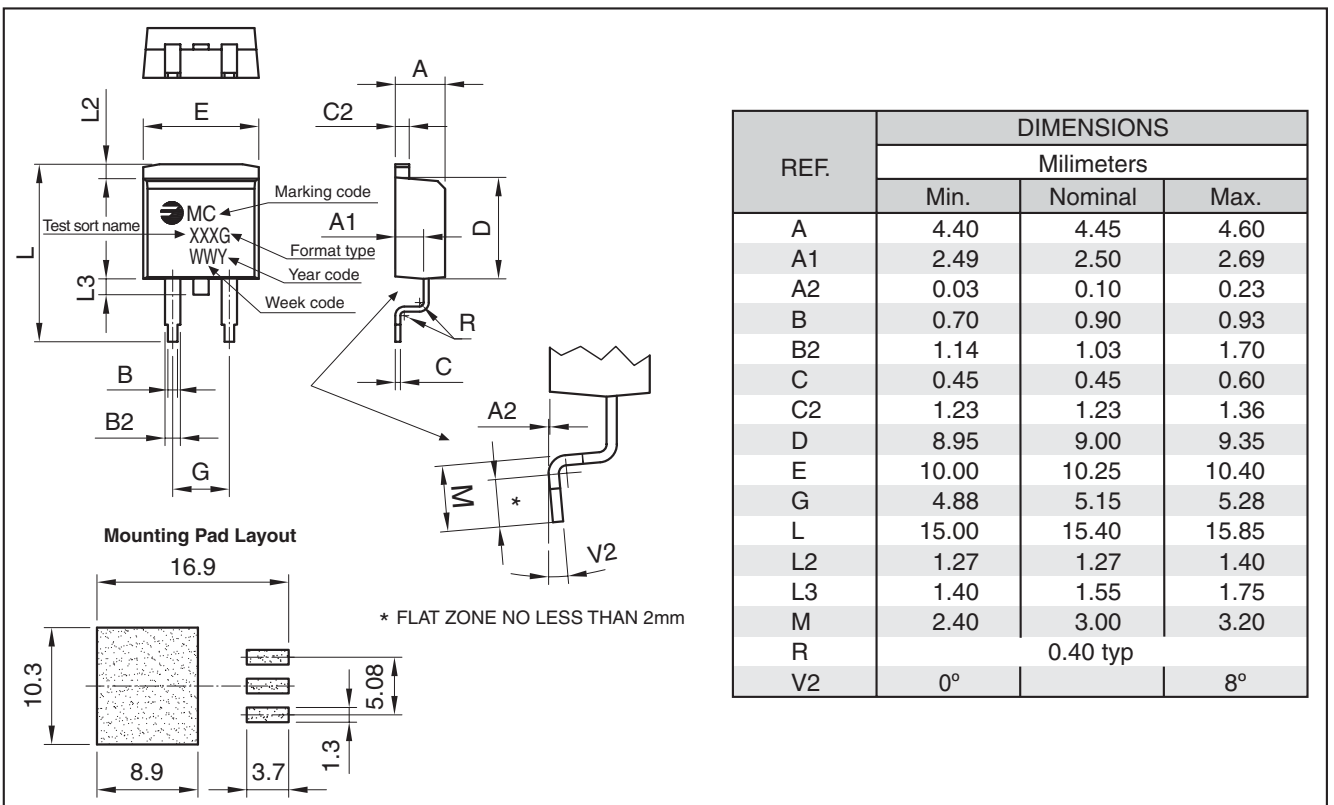 A
L2
E
C2
Marking code
MC
A1
D
Test sort name
XXXG
Format type
L
WWY
Year code
L3
Week code
R
B
C
B2
A2
G
M
*
V2
Mounting Pad Layout
16.9
* FLAT ZONE NO LESS THAN 2mm
10.3
5.08
1.3
8.9
3.7
REF. DIMENSIONS
Milimeters
Min. Nominal Max.
A 4.40 4.45 4.60
A1 2.49 2.50 2.69
A2 0.03 0.10 0.23
B 0.70 0.90 0.93
B2 1.14 1.03 1.70
C 0.45 0.45 0.60
C2 1.23 1.23 1.36
D 8.95 9.00 9.35
E 10.00 10.25 10.40
G 4.88 5.15 5.28
L 15.00 15.40 15.85
L2 1.27 1.27 1.40
L3 1.40 1.55 1.75
M 2.40 3.00 3.20
R 0.40 typ
V2 0º 8º